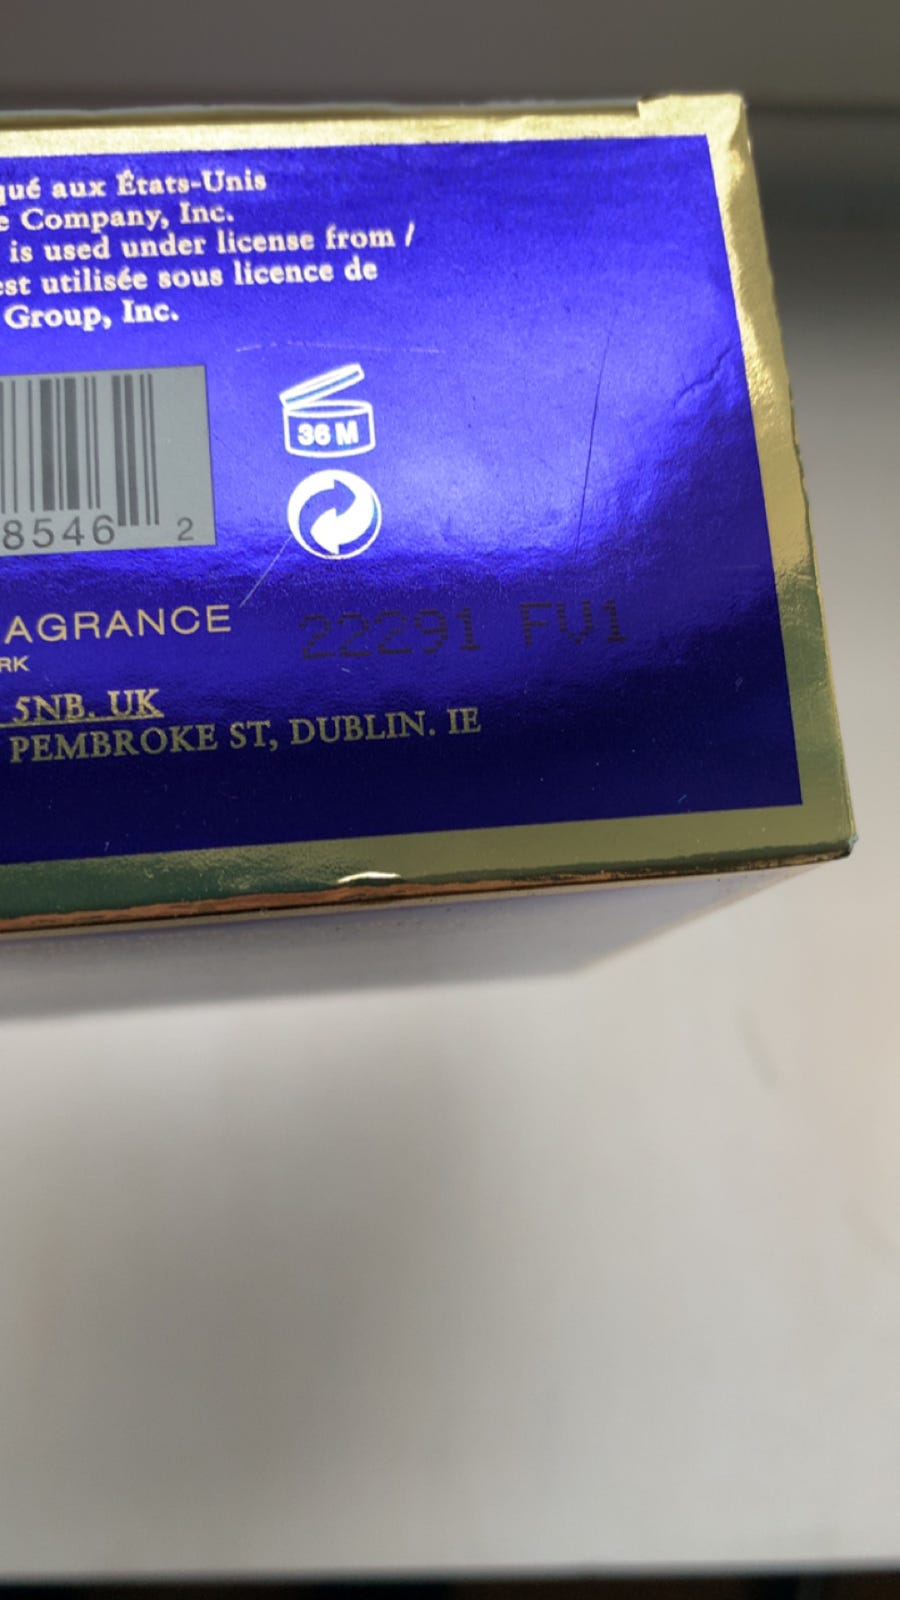 qué aux États-Unis
e Company, Inc.
is used under license from /
est utilisée sous licence de
Group, Inc.
36 M
8546 2
AGRANCE
RK
22291 FV1
5NB. UK
PEMBROKE ST, DUBLIN. IE